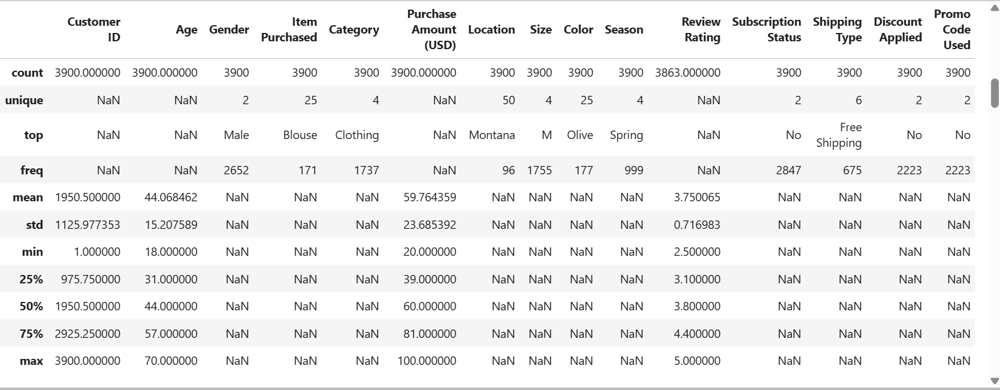 Customer ID Age Gender Item Purchased Category Purchase Amount (USD) Location Size Color Season Review Rating Subscription Status Shipping Type Discount Applied Promo Code Used
count 3900.000000 3900.000000 3900 3900 3900 3900.000000 3900 3900 3900 3900 3863.000000 3900 3900 3900 3900
unique NaN NaN 2 25 4 NaN 50 4 25 4 NaN 2 6 2 2
top NaN NaN Male Blouse Clothing NaN Montana M Olive Spring NaN No Free Shipping No No
freq NaN NaN 2652 171 1737 NaN 96 1755 177 999 NaN 2847 675 2223 2223
mean 1950.500000 44.068462 NaN NaN NaN 59.764359 NaN NaN NaN NaN 3.750065 NaN NaN NaN NaN
std 1125.977353 15.207589 NaN NaN NaN 23.685392 NaN NaN NaN NaN 0.716983 NaN NaN NaN NaN
min 1.000000 18.000000 NaN NaN NaN 20.000000 NaN NaN NaN NaN 2.500000 NaN NaN NaN NaN
25% 975.750000 31.000000 NaN NaN NaN 39.000000 NaN NaN NaN NaN 3.100000 NaN NaN NaN NaN
50% 1950.500000 44.000000 NaN NaN NaN 60.000000 NaN NaN NaN NaN 3.800000 NaN NaN NaN NaN
75% 2925.250000 57.000000 NaN NaN NaN 81.000000 NaN NaN NaN NaN 4.400000 NaN NaN NaN NaN
max 3900.000000 70.000000 NaN NaN NaN 100.000000 NaN NaN NaN NaN 5.000000 NaN NaN NaN NaN